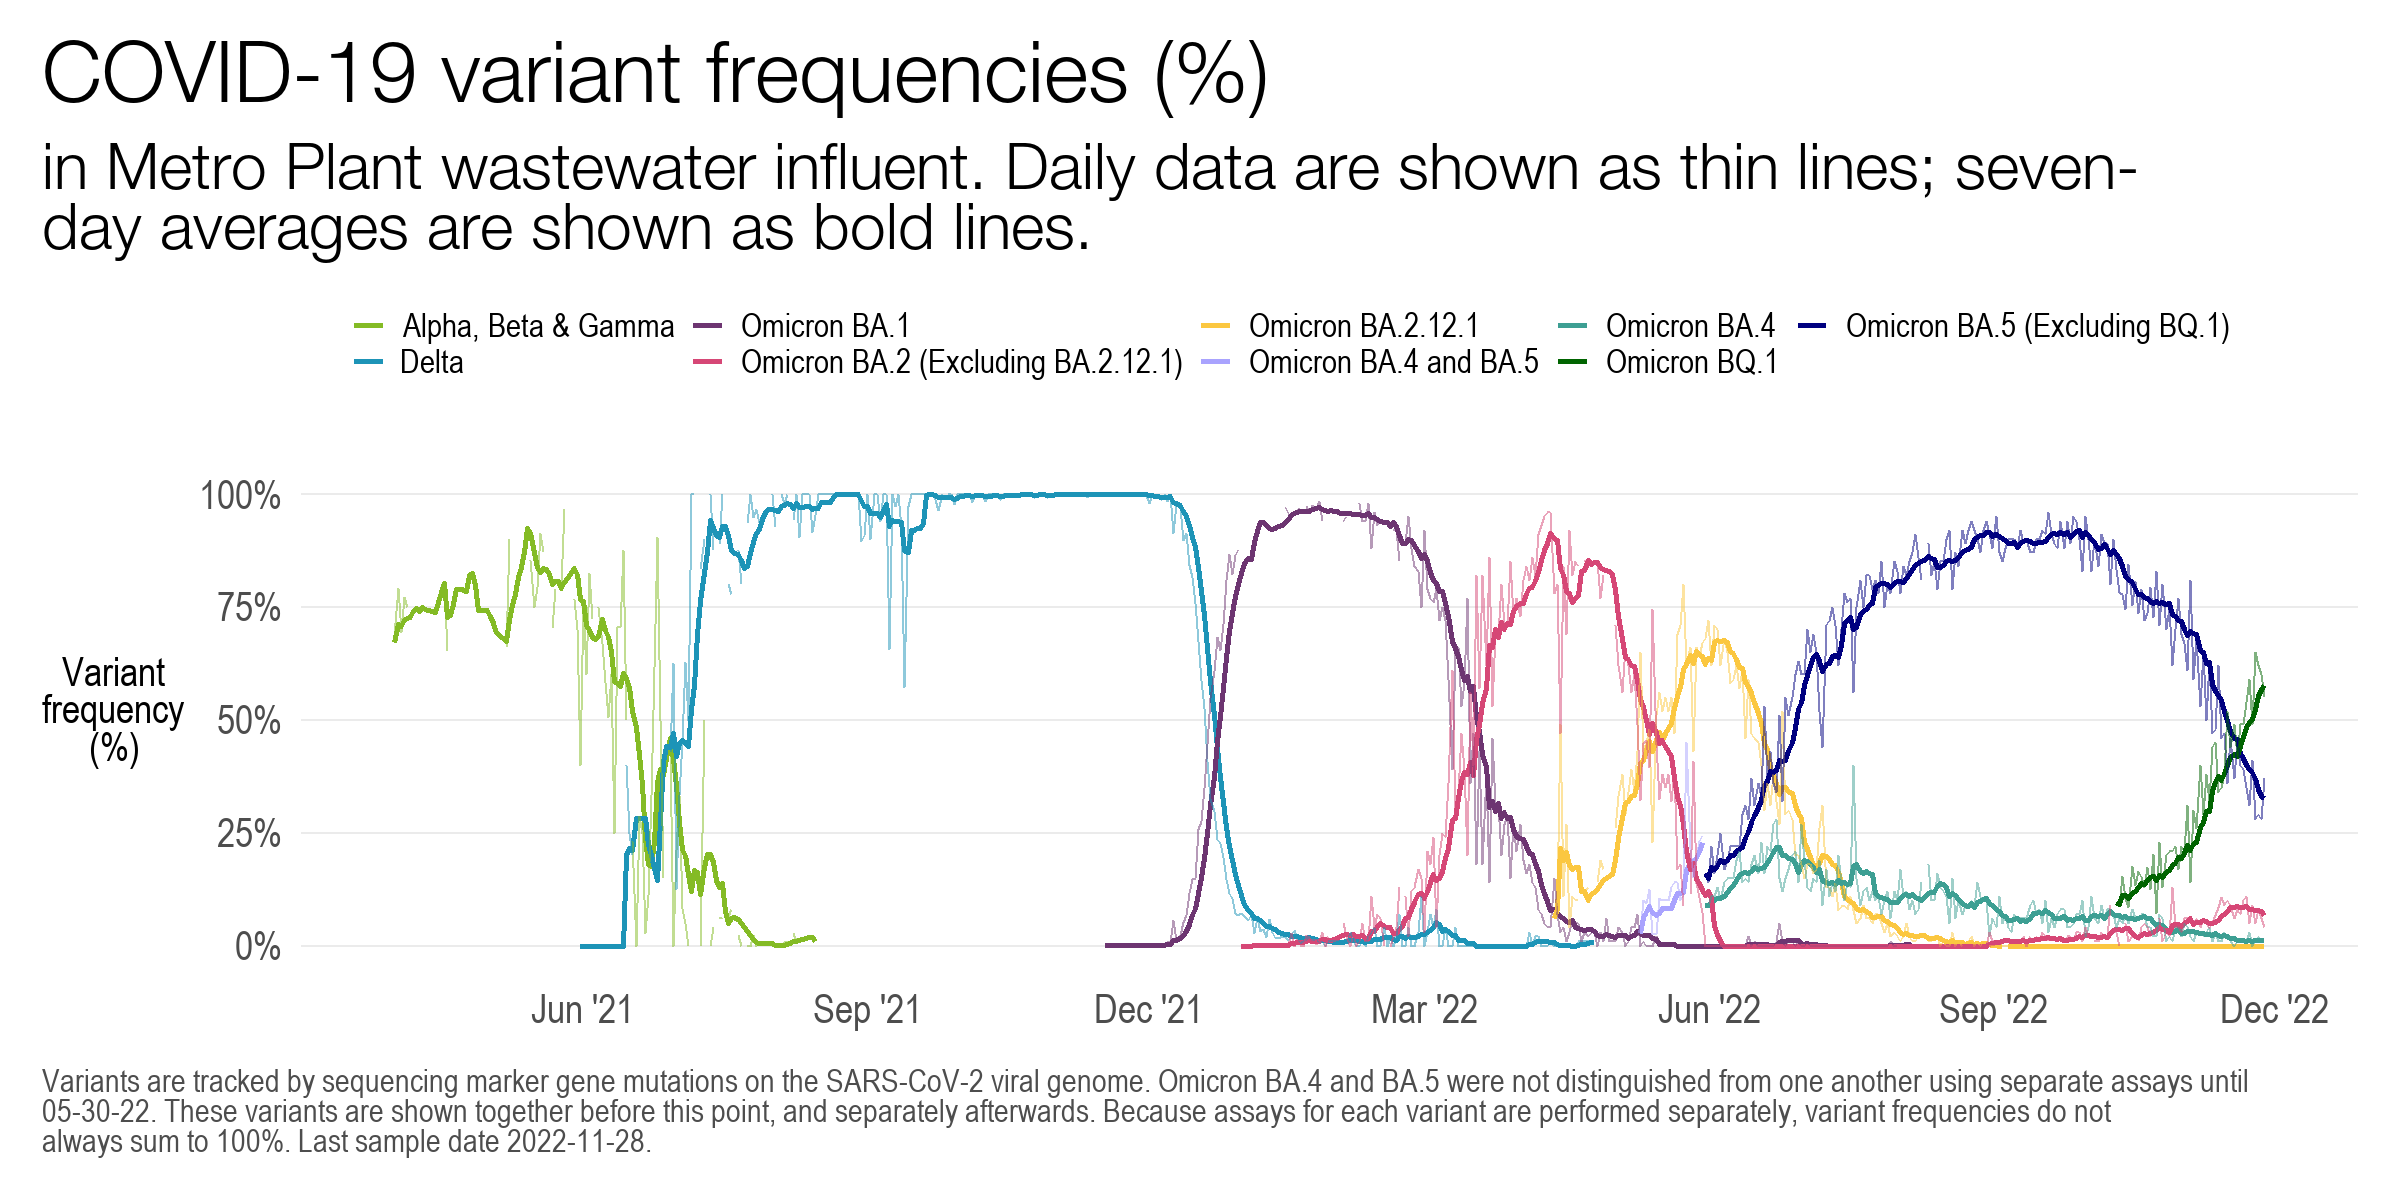 COVID-19 variant frequencies (%)
in Metro Plant wastewater influent. Daily data are shown as thin lines; seven-
day averages are shown as bold lines.
Alpha, Beta & Gamma
Omicron BA.1
Omicron BA.2.12.1
Omicron BA.4
Omicron BA.5 (Excluding BQ.1)
Delta
Omicron BA.2 (Excluding BA.2.12.1)
Omicron BA.4 and BA.5
Omicron BQ.1
Variant
frequency
(%)
100%
75%
50%
25%
0%
Jun '21
Sep '21
Dec '21
Mar '22
Jun '22
Sep '22
Dec '22
Variants are tracked by sequencing marker gene mutations on the SARS-CoV-2 viral genome. Omicron BA.4 and BA.5 were not distinguished from one another using separate assays until
05-30-22. These variants are shown together before this point, and separately afterwards. Because assays for each variant are performed separately, variant frequencies do not
always sum to 100%. Last sample date 2022-11-28.